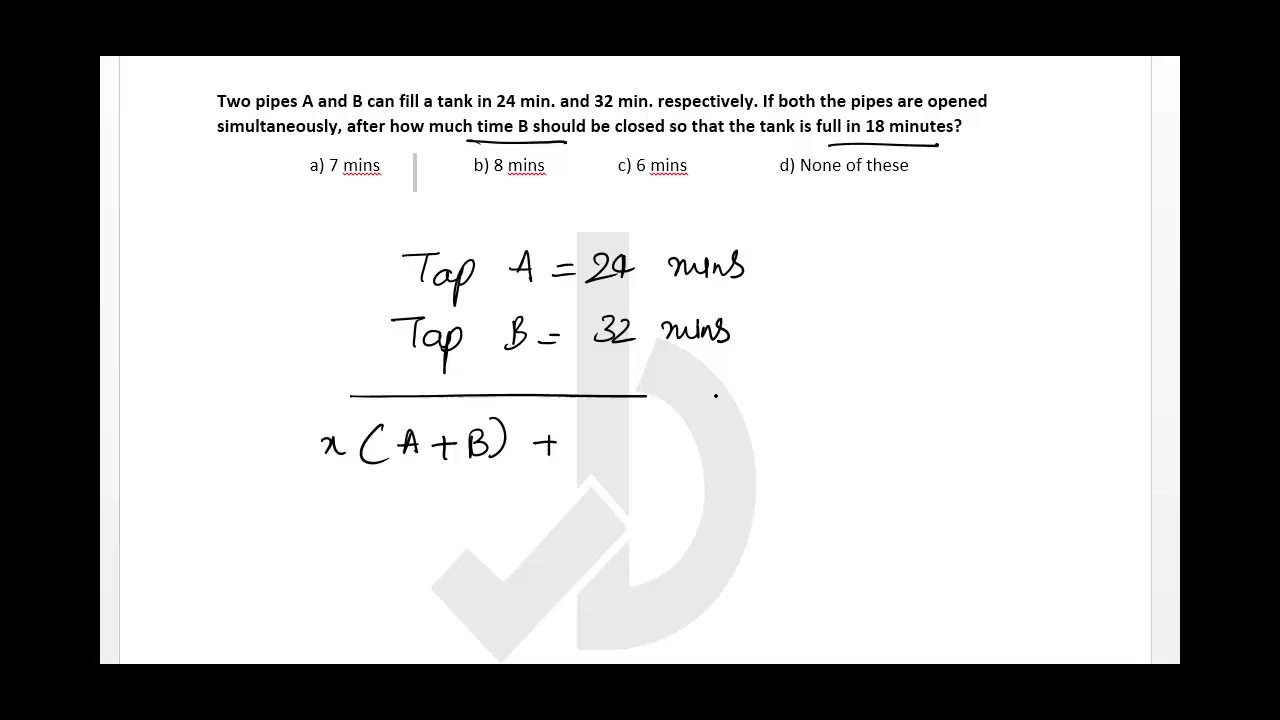 Two pipes A and B can fill a tank in 24 min. and 32 min. respectively. If both the pipes are opened
simultaneously, after how much time B should be closed so that the tank is full in 18 minutes?
a) 7 mins b) 8 mins c) 6 mins d) None of these
Tap A = 24 mins
Tap B = 32 mins
x (A + B) +